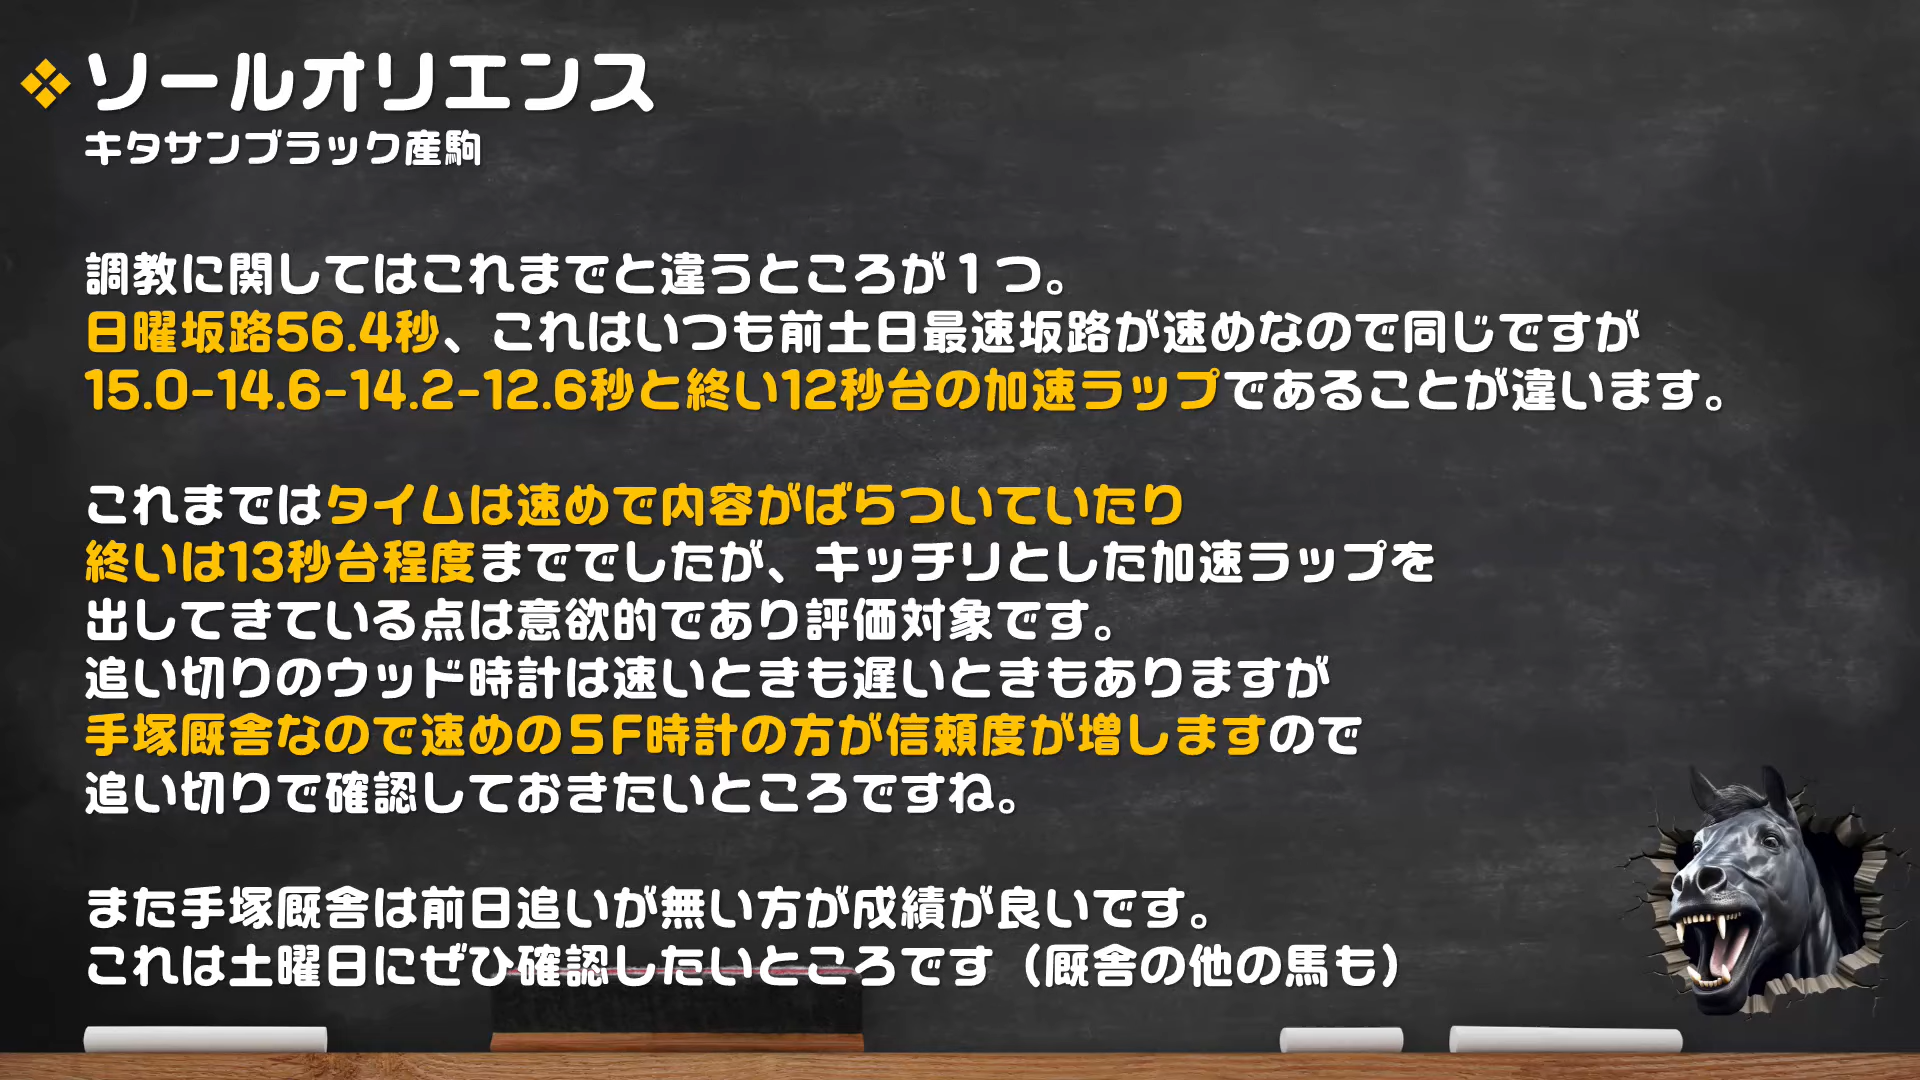 ソールオリエンス
キタサンブラック産駒
調教に関してはこれまでと違うところが１つ。
日曜坂路56.4秒、これはいつも前土日最速坂路が速めなので同じですが
15.0-14.6-14.2-12.6秒と終い12秒台の加速ラップであることが違います。
これまではタイムは速めで内容がばらついていたり
終いは13秒台程度まででしたが、キッチリとした加速ラップを
出してきている点は意欲的であり評価対象です。
追い切りのウッド時計は速いときも遅いときもありますが
手塚厩舎なので速めの５Ｆ時計の方が信頼度が増しますので
追い切りで確認しておきたいところですね。
また手塚厩舎は前日追いが無い方が成績が良いです。
これは土曜日にぜひ確認したいところです（厩舎の他の馬も）